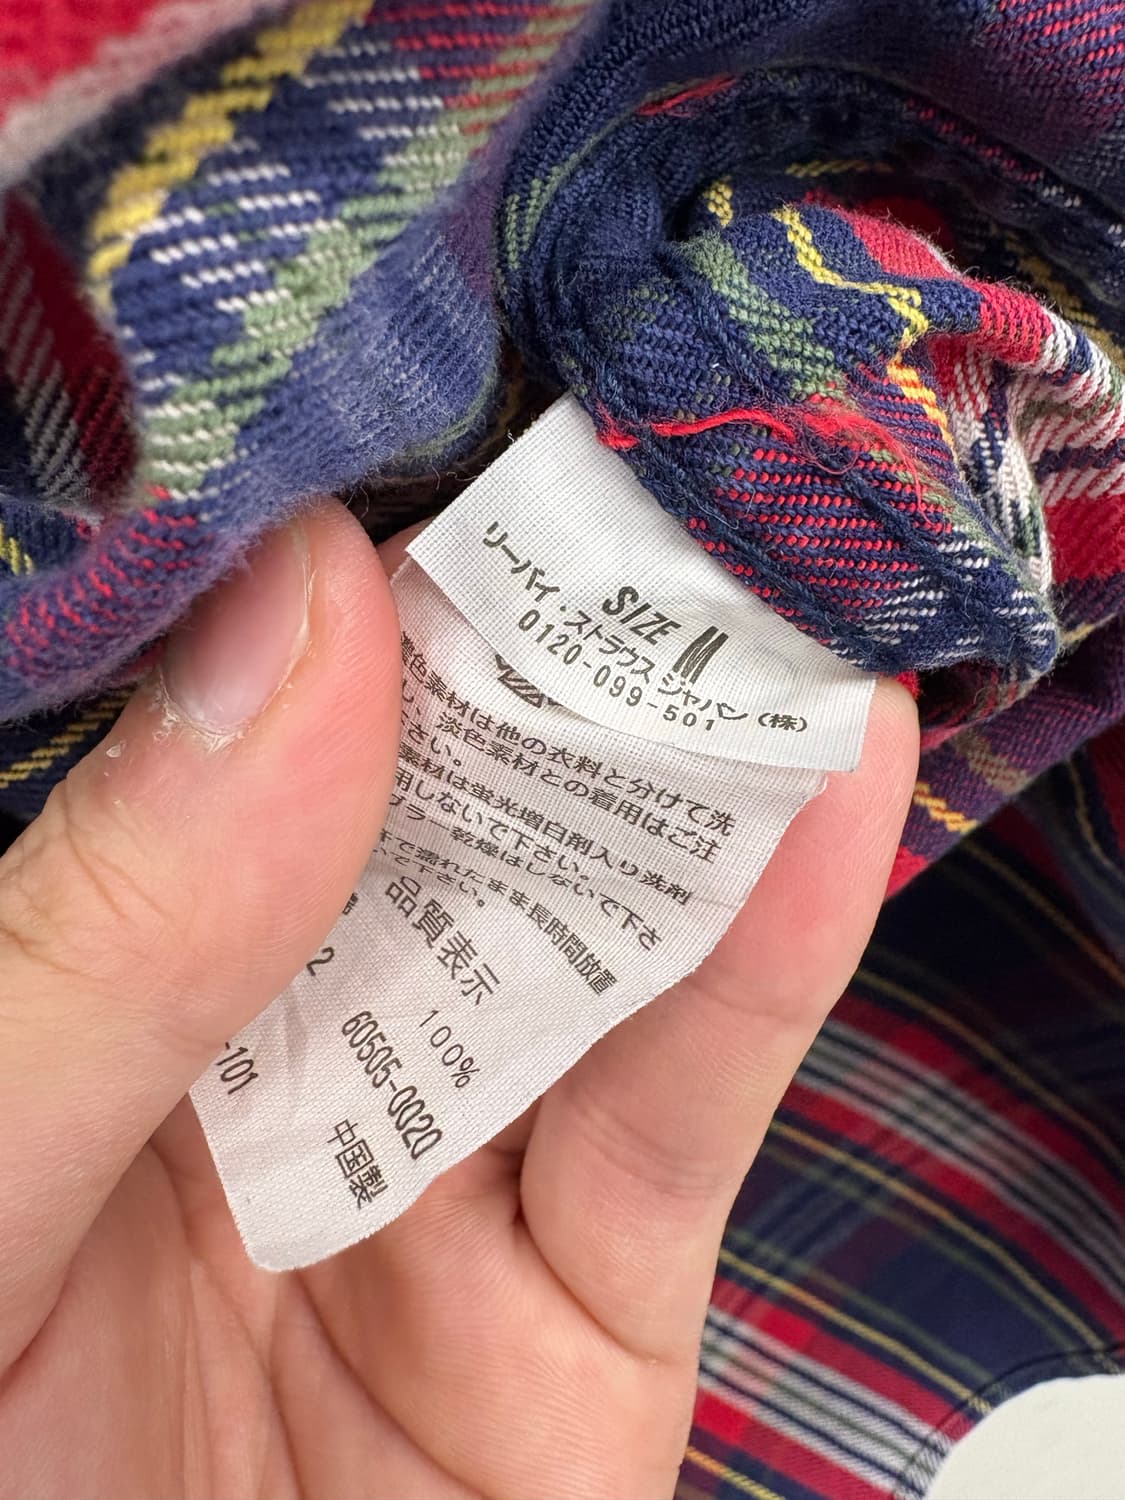 SIZE M
リーバイ・ストラウス ジャパン(株)
0120-099-501
濃色素材は他の衣料と分けて洗
し、淡色素材との着用はご注
さい。
素材は蛍光増白剤入り洗剤
用しないで下さい。
ブラー乾燥はしないで下さ
まで濡れたまま長時間放置
いで下さい。
品質表示
100%
2
60505-0020
-101
中国製